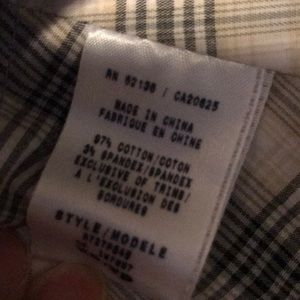 RN 52136 / CA20625
MADE IN CHINA
FABRIQUE EN CHINE
97% COTTON/COTON
3% SPANDEX/SPANDEX
EXCLUSIVE OF TRIMS/
A L'EXCLUSION DES
BORDURES
STYLE/MODELE